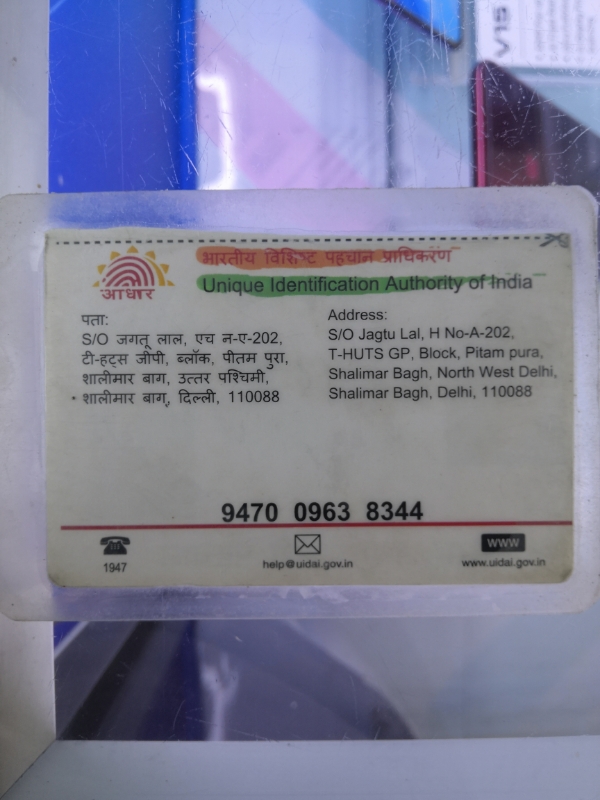 V15
भारतीय विशिष्ट पहचान प्राधिकरण
Unique Identification Authority of India
आधार
पता:
S/O जगतू लाल, एच न-ए-202,
टी-हट्स जीपी, ब्लॉक, पीतम पुरा,
शालीमार बाग, उत्तर पश्चिमी,
शालीमार बाग, दिल्ली, 110088
Address:
S/O Jagtu Lal, H No-A-202,
T-HUTS GP, Block, Pitam pura,
Shalimar Bagh, North West Delhi,
Shalimar Bagh, Delhi, 110088
9470 0963 8344
1947
help@uidai.gov.in
www
www.uidai.gov.in